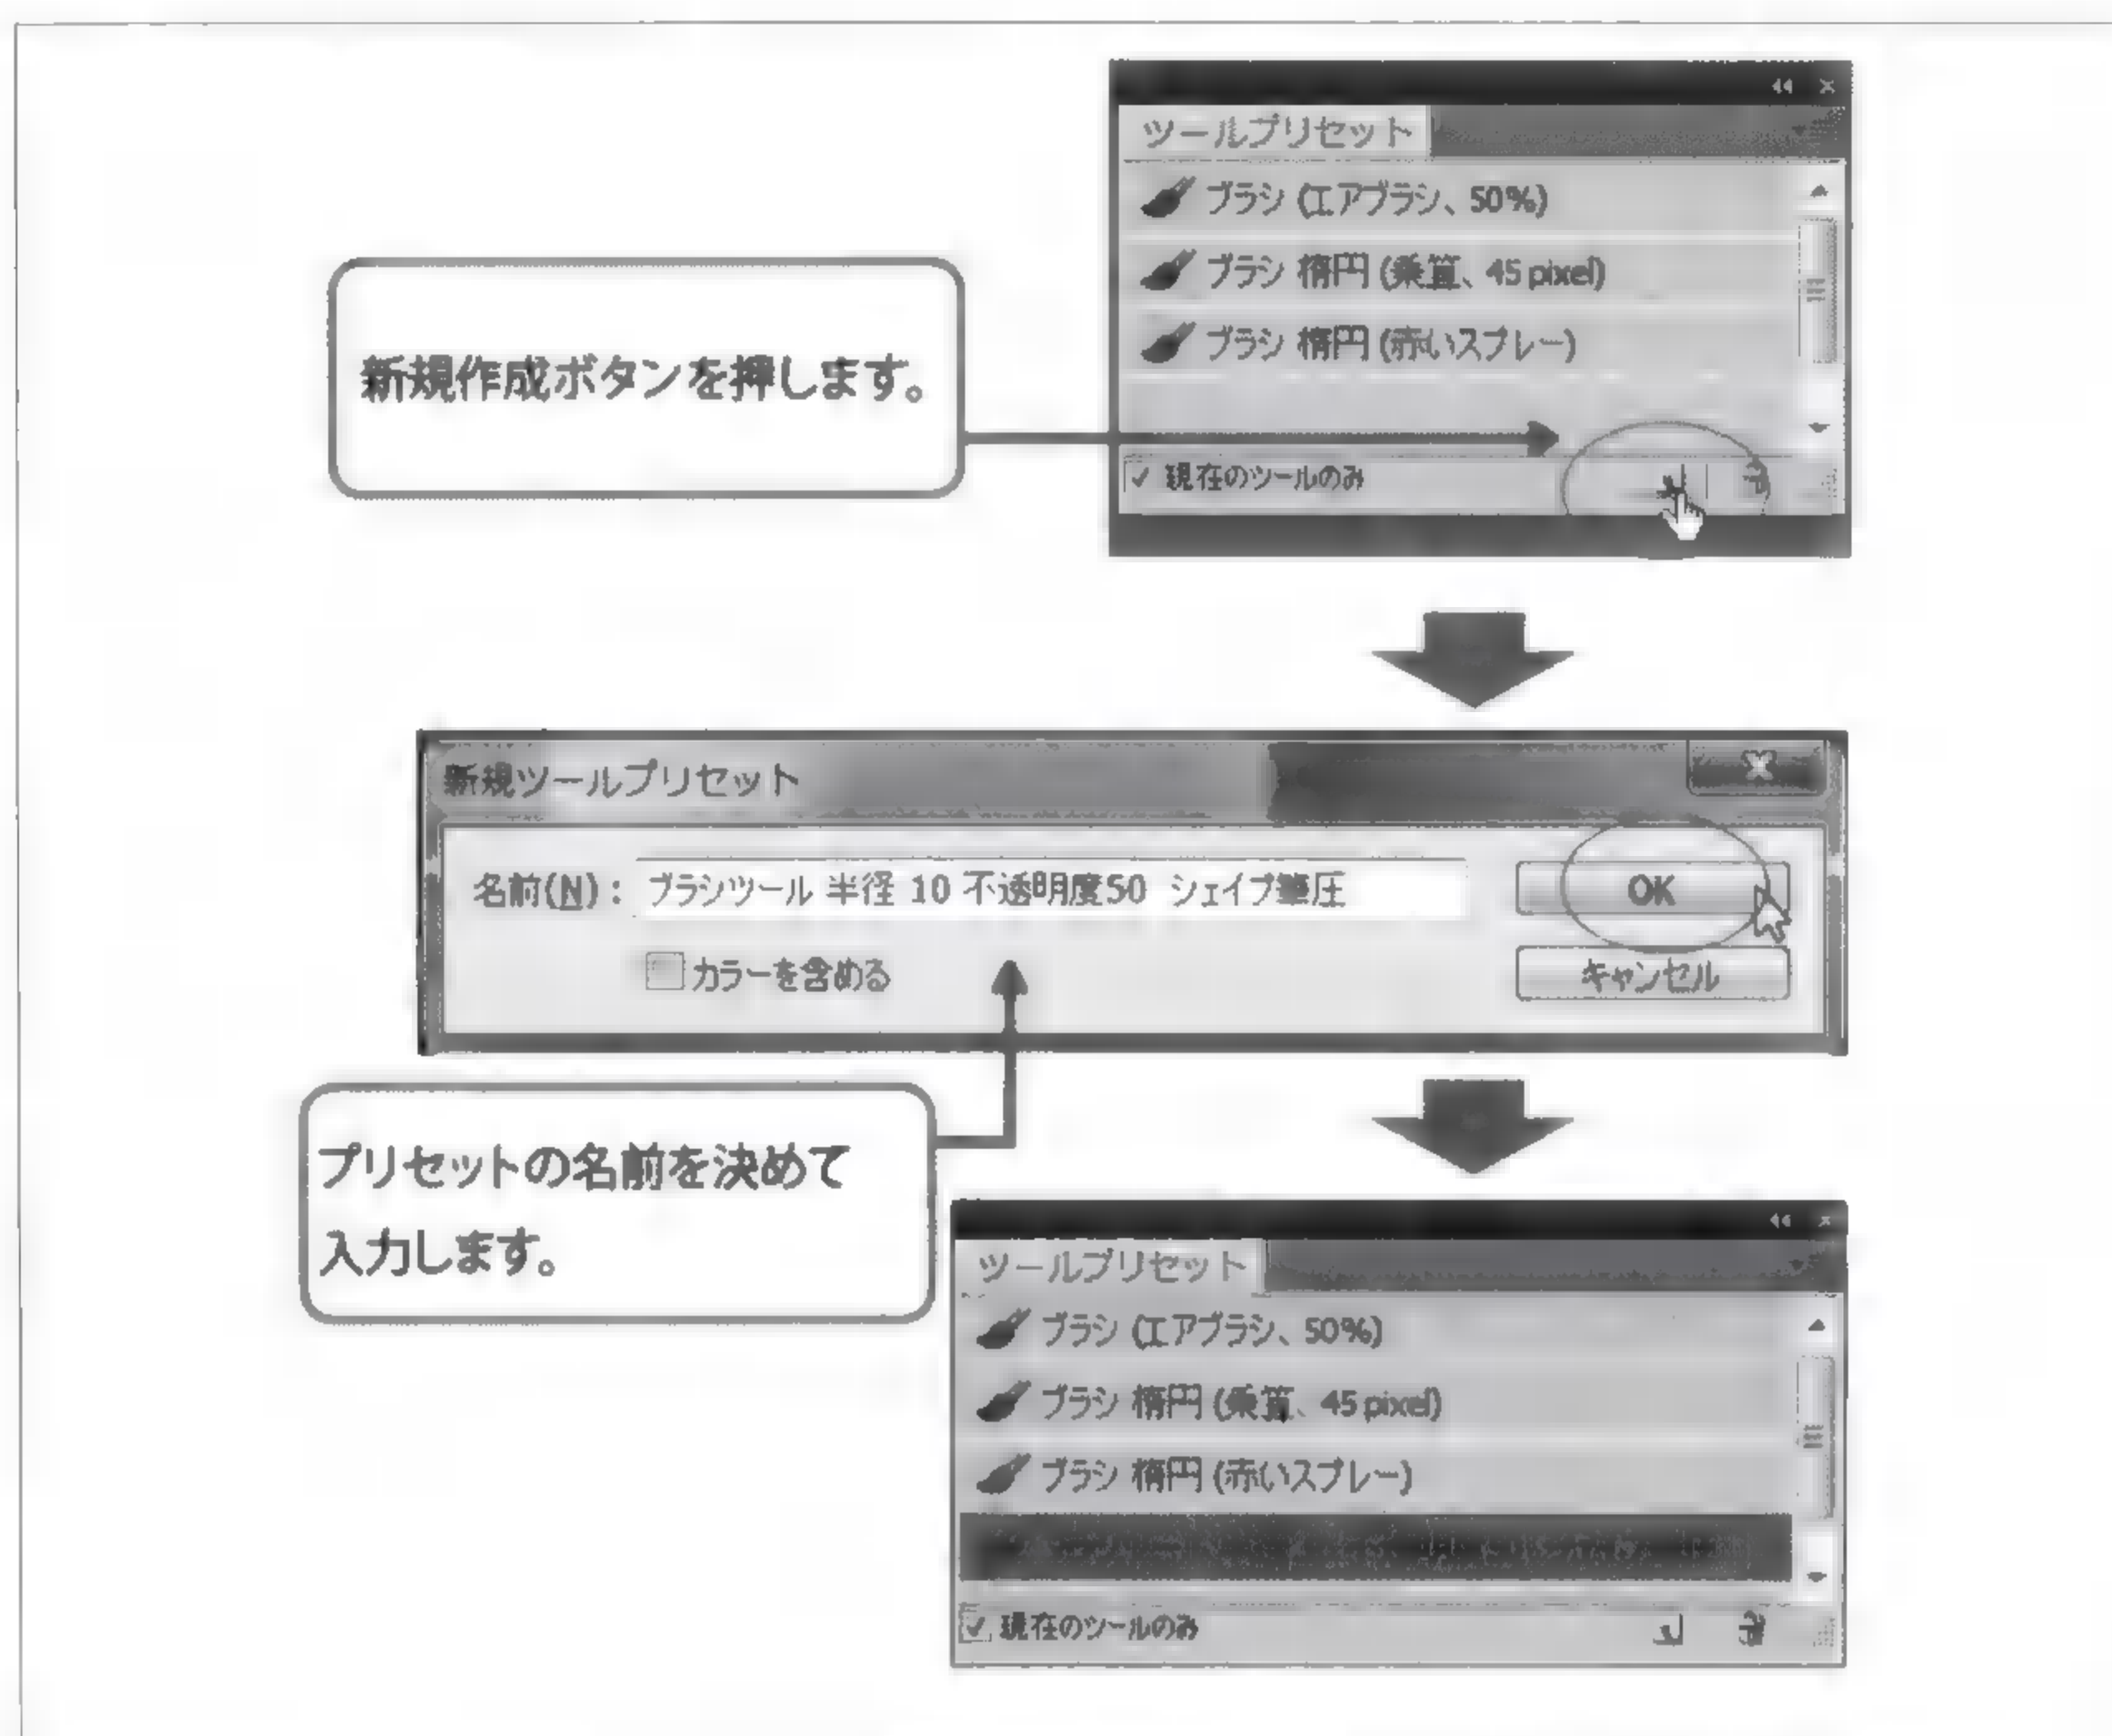 ツールプリセット
ブラシ (エアブラシ、50%)
ブラシ 楕円 (乗算、45 pixel)
ブラシ 楕円 (赤いスプレー)
新規作成ボタンを押します。
現在のツールのみ
新規ツールプリセット
名前(N): ブラシツール 半径 10 不透明度50 シェイプ筆圧
OK
カラーを含める
キャンセル
プリセットの名前を決めて
入力します。
ツールプリセット
ブラシ (エアブラシ、50%)
ブラシ 楕円 (乗算、45 pixel)
ブラシ 楕円 (赤いスプレー)
現在のツールのみ